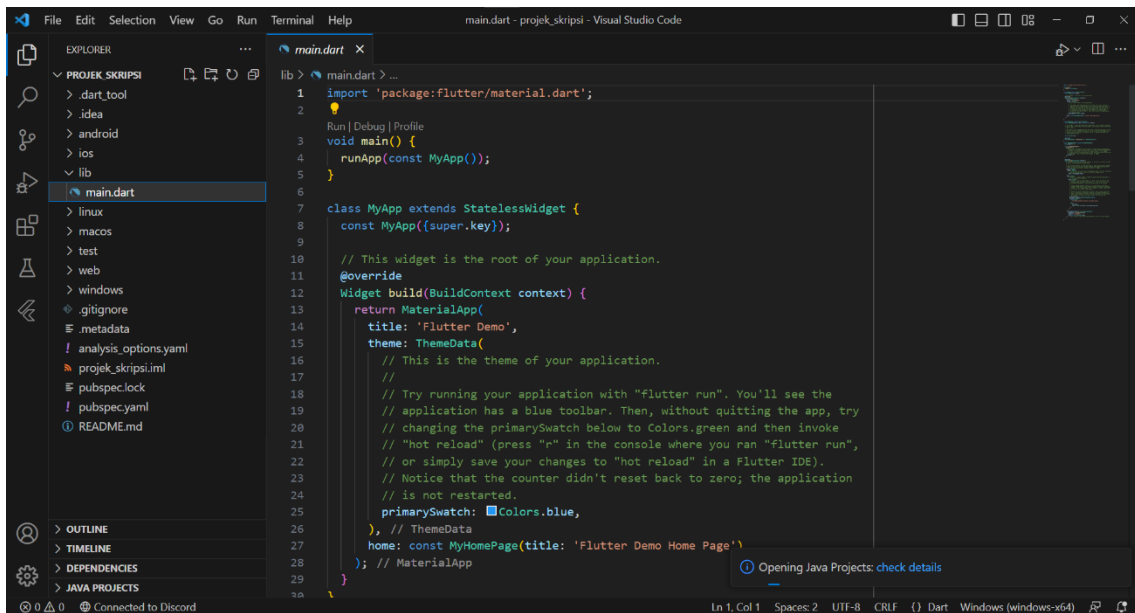 File Edit Selection View Go Run Terminal Help main.dart - projek_skripsi - Visual Studio Code
EXPLORER
PROJEK_SKRIPSI
.dart_tool
.idea
android
ios
lib
main.dart
linux
macos
test
web
windows
.gitignore
.metadata
analysis_options.yaml
projek_skripsi.iml
pubspec.lock
pubspec.yaml
README.md
OUTLINE
TIMELINE
DEPENDENCIES
JAVA PROJECTS
main.dart
lib > main.dart > ...
1 import 'package:flutter/material.dart';
2
Run | Debug | Profile
3 void main() {
4 runApp(const MyApp());
5 }
6
7 class MyApp extends StatelessWidget {
8 const MyApp({super.key});
9
10 // This widget is the root of your application.
11 @override
12 Widget build(BuildContext context) {
13 return MaterialApp(
14 title: 'Flutter Demo',
15 theme: ThemeData(
16 // This is the theme of your application.
17 //
18 // Try running your application with "flutter run". You'll see the
19 // application has a blue toolbar. Then, without quitting the app, try
20 // changing the primarySwatch below to Colors.green and then invoke
21 // "hot reload" (press "r" in the console where you ran "flutter run",
22 // or simply save your changes to "hot reload" in a Flutter IDE).
23 // Notice that the counter didn't reset back to zero; the application
24 // is not restarted.
25 primarySwatch: Colors.blue,
26 ), // ThemeData
27 home: const MyHomePage(title: 'Flutter Demo Home Page')
28 ); // MaterialApp
29 }
30 }
Opening Java Projects: check details
0 0 Connected to Discord Ln 1, Col 1 Spaces: 2 UTF-8 CRLF {} Dart Windows (windows-x64)